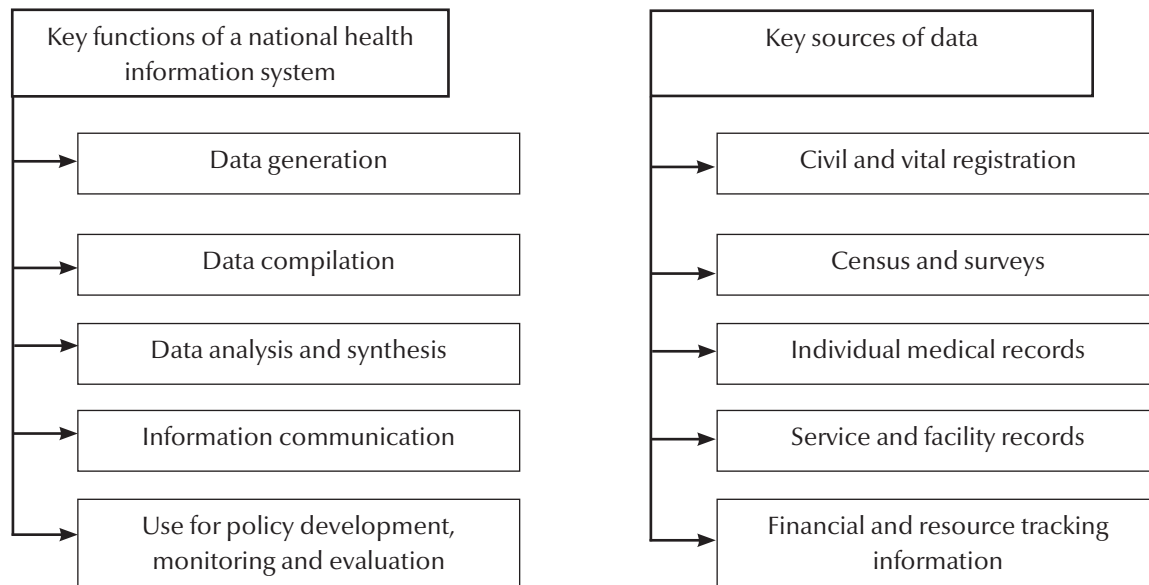 Key functions of a national health
information system
Data generation
Data compilation
Data analysis and synthesis
Information communication
Use for policy development,
monitoring and evaluation
Key sources of data
Civil and vital registration
Census and surveys
Individual medical records
Service and facility records
Financial and resource tracking
information